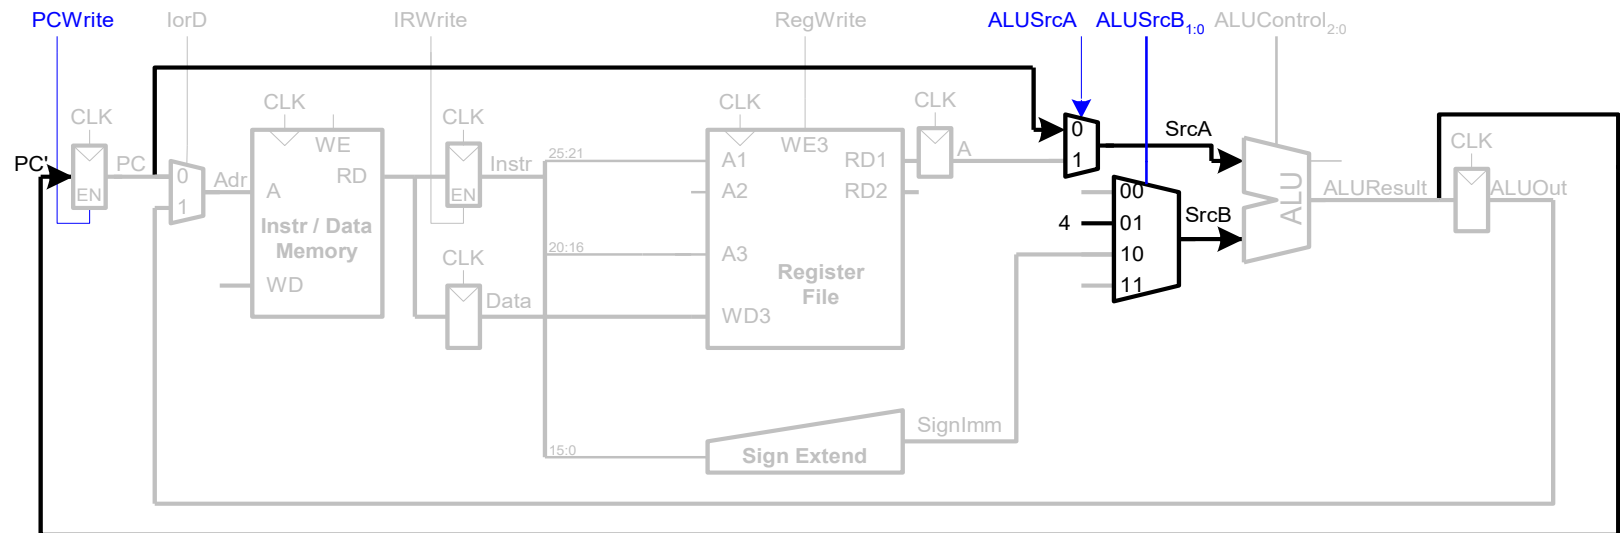 PCWrite IorD IRWrite RegWrite ALUSrcA ALUSrcB1:0 ALUControl2:0
CLK CLK CLK CLK CLK CLK
PC' PC EN
0 1 Adr
WE A RD Instr / Data Memory WD
EN Instr
CLK Data
25:21
20:16
15:0
WE3 A1 RD1 A2 RD2 A3 Register File WD3
A
0 1 SrcA
00 01 10 11 4 SrcB
ALU ALUResult ALUOut
Sign Extend SignImm